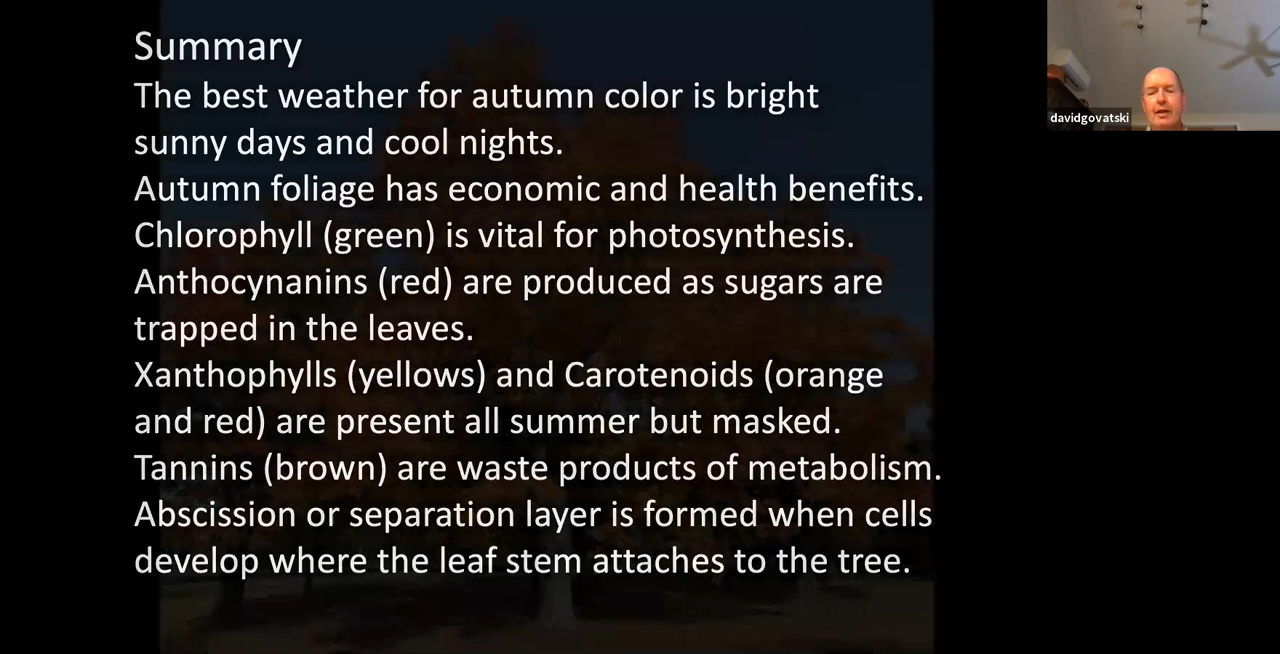 Summary
The best weather for autumn color is bright
sunny days and cool nights.
Autumn foliage has economic and health benefits.
Chlorophyll (green) is vital for photosynthesis.
Anthocynanins (red) are produced as sugars are
trapped in the leaves.
Xanthophylls (yellows) and Carotenoids (orange
and red) are present all summer but masked.
Tannins (brown) are waste products of metabolism.
Abscission or separation layer is formed when cells
develop where the leaf stem attaches to the tree.
davidgovatski